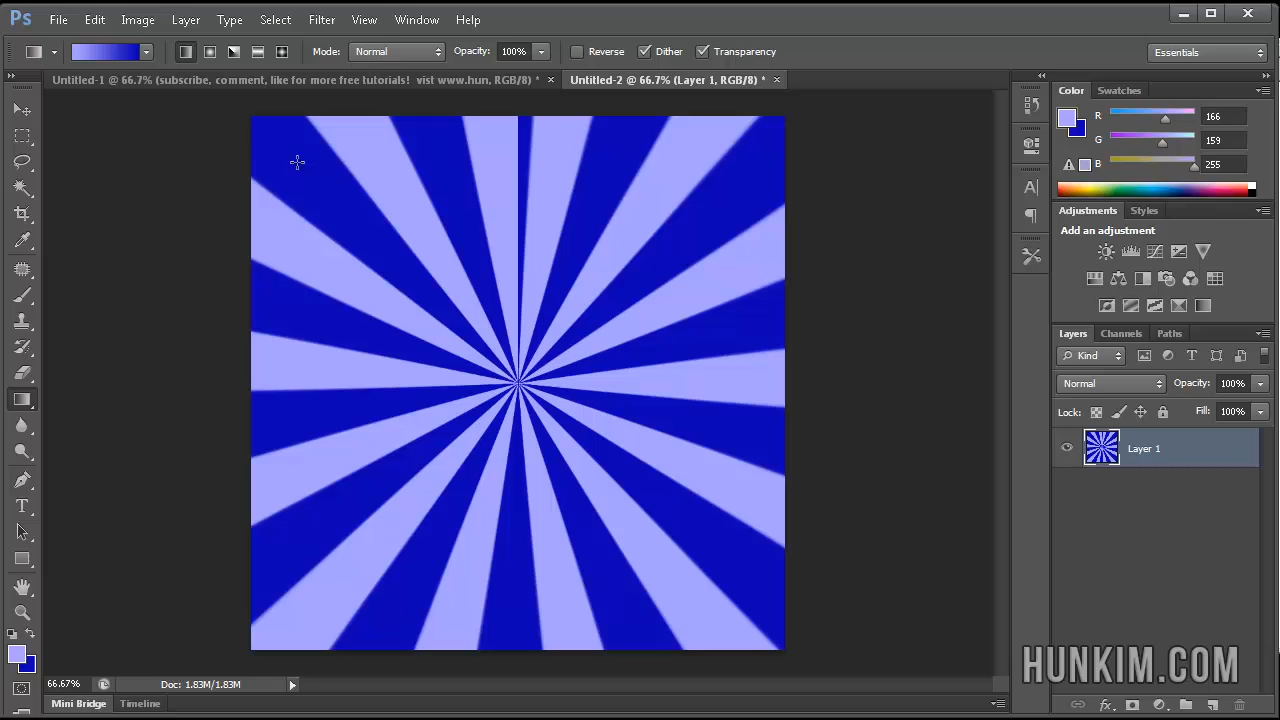 Ps File Edit Image Layer Type Select Filter View Window Help
Mode: Normal Opacity: 100% Reverse Dither Transparency Essentials
Untitled-1 @ 66.7% (subscribe, comment, like for more free tutorials! vist www.hun, RGB/8) * Untitled-2 @ 66.7% (Layer 1, RGB/8) *
Color Swatches
R 166
G 159
B 255
Adjustments Styles
Add an adjustment
Layers Channels Paths
Kind
Normal Opacity: 100%
Lock: Fill: 100%
Layer 1
HUNKIM.COM
66.67% Doc: 1.83M/1.83M
Mini Bridge Timeline